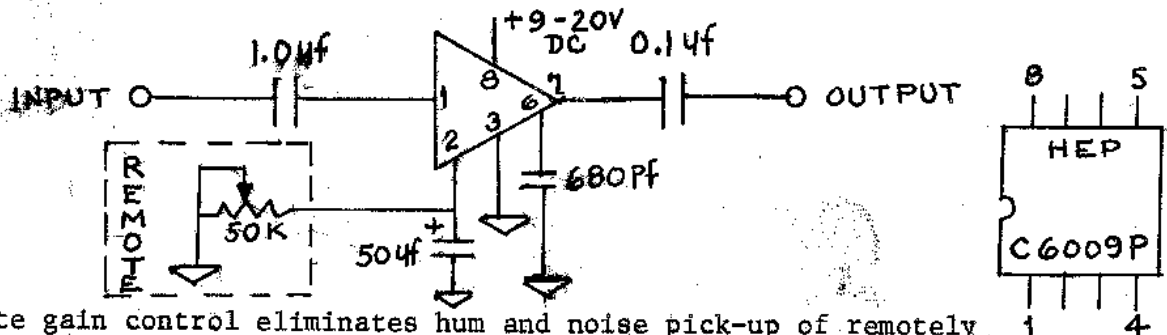 +9-20V
DC
1.0uf
0.1uf
INPUT
OUTPUT
1
8
7
6
2
3
8
5
HEP
C6009P
1
4
REMOTE
50K
+
50uf
680Pf
te gain control eliminates hum and noise pick-up of remotely